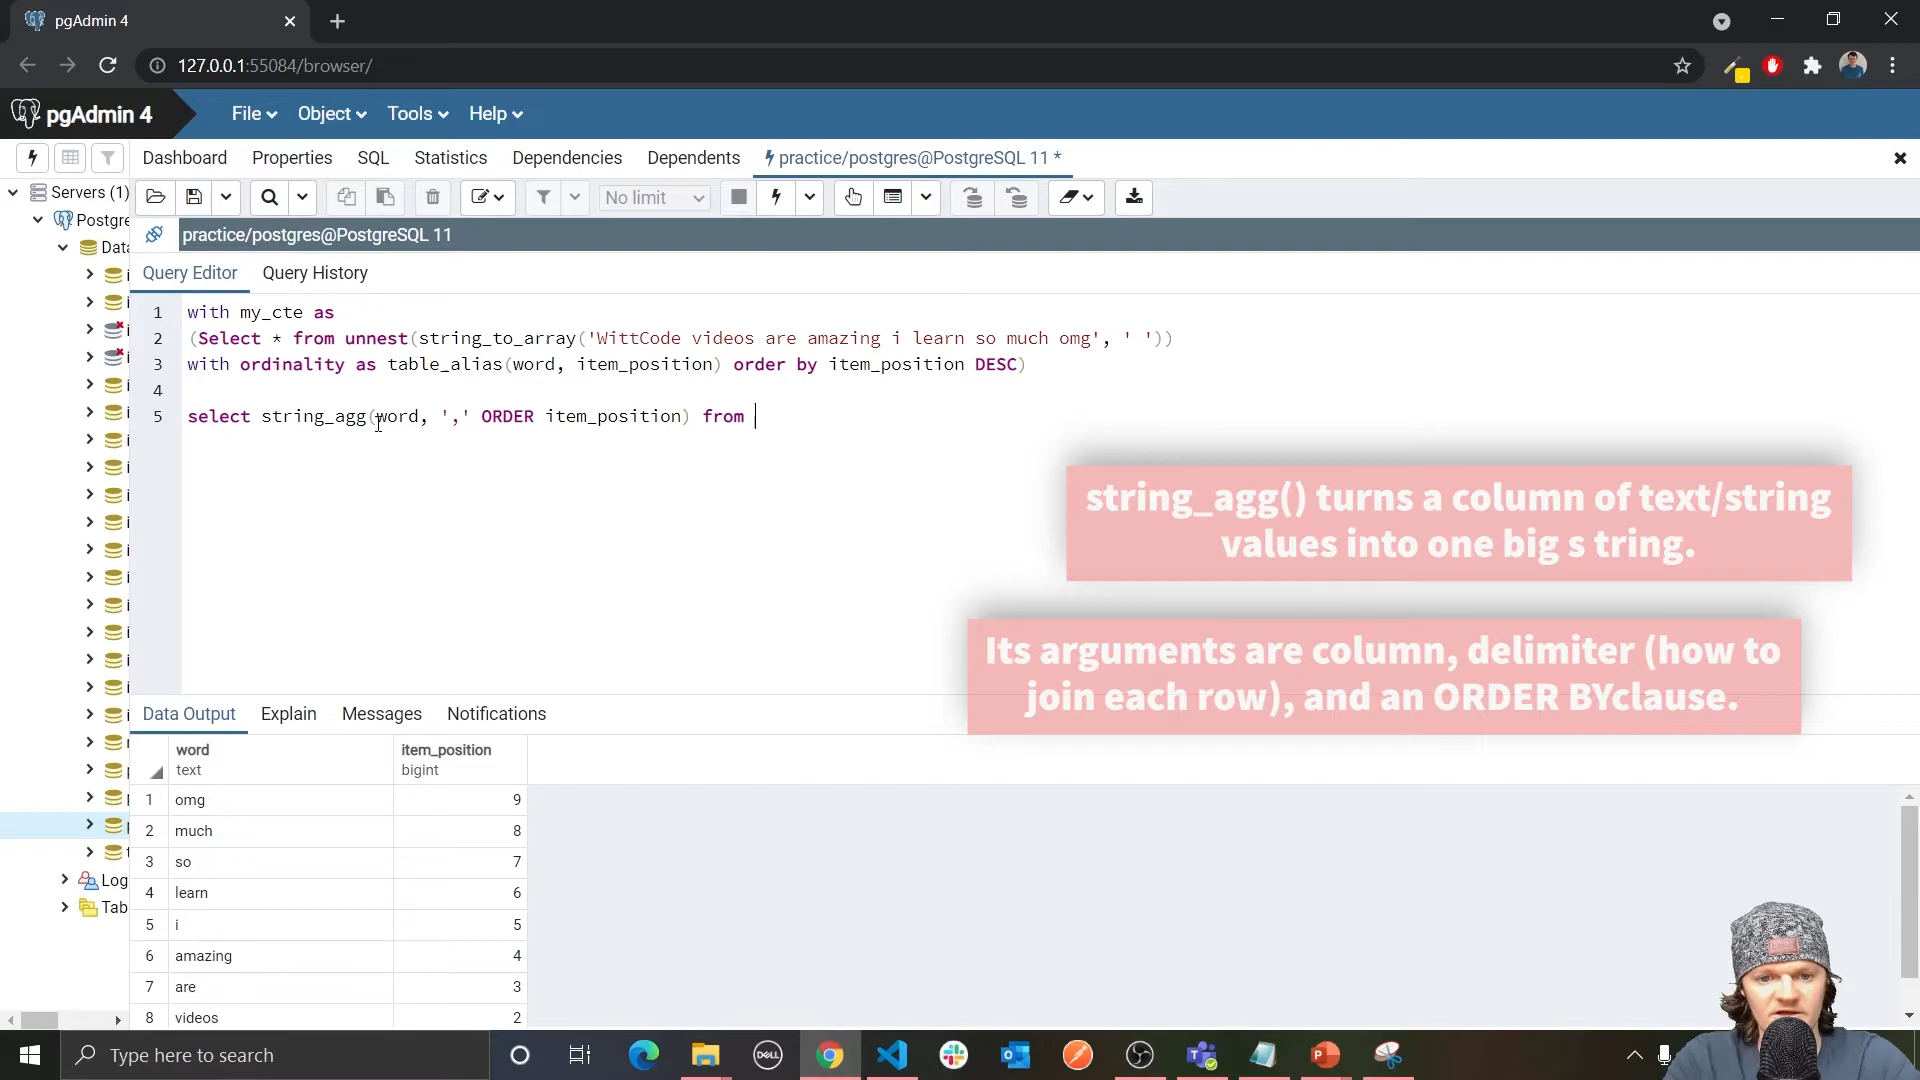 pgAdmin 4
127.0.0.1:55084/browser/
pgAdmin 4
File Object Tools Help
Dashboard Properties SQL Statistics Dependencies Dependents practice/postgres@PostgreSQL 11 *
Servers (1)
Postgre
Data
No limit
practice/postgres@PostgreSQL 11
Query Editor Query History
1 with my_cte as
2 (Select * from unnest(string_to_array('WittCode videos are amazing i learn so much omg', ' '))
3 with ordinality as table_alias(word, item_position) order by item_position DESC)
4
5 select string_agg(word, ',' ORDER item_position) from
string_agg() turns a column of text/string
values into one big s tring.
Its arguments are column, delimiter (how to
join each row), and an ORDER BYclause.
Log
Tab
Data Output Explain Messages Notifications
word item_position
text bigint
1 omg 9
2 much 8
3 so 7
4 learn 6
5 i 5
6 amazing 4
7 are 3
8 videos 2
Type here to search
DELL